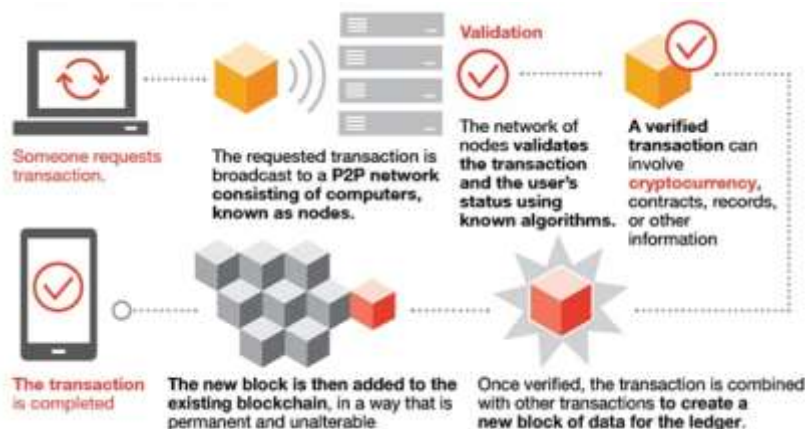 Someone requests
transaction.
The requested transaction is
broadcast to a P2P network
consisting of computers,
known as nodes.
Validation
The network of
nodes validates
the transaction
and the user's
status using
known algorithms.
A verified
transaction can
involve
cryptocurrency,
contracts, records,
or other
information
Once verified, the transaction is combined
with other transactions to create a
new block of data for the ledger.
The new block is then added to the
existing blockchain, in a way that is
permanent and unalterable
The transaction
is completed